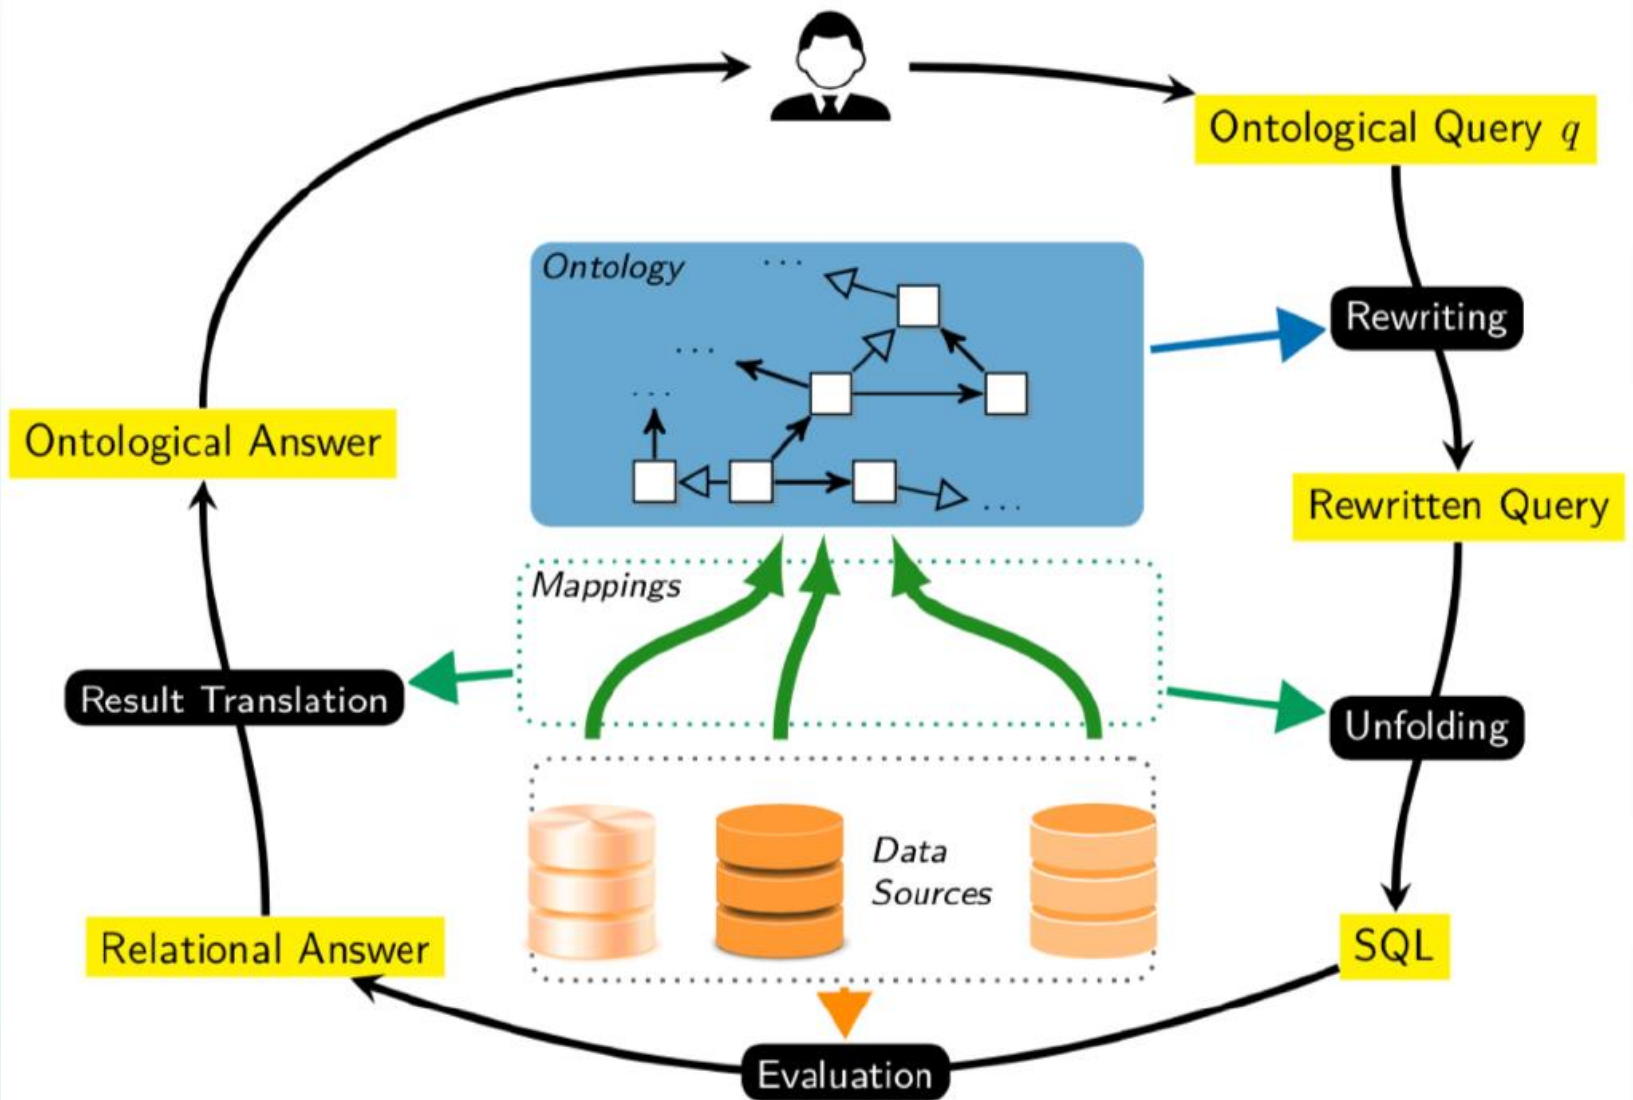 Ontological Query q
Ontology
...
...
Rewriting
...
Ontological Answer
Rewritten Query
...
Mappings
Result Translation
Unfolding
Data
Sources
Relational Answer
SQL
Evaluation